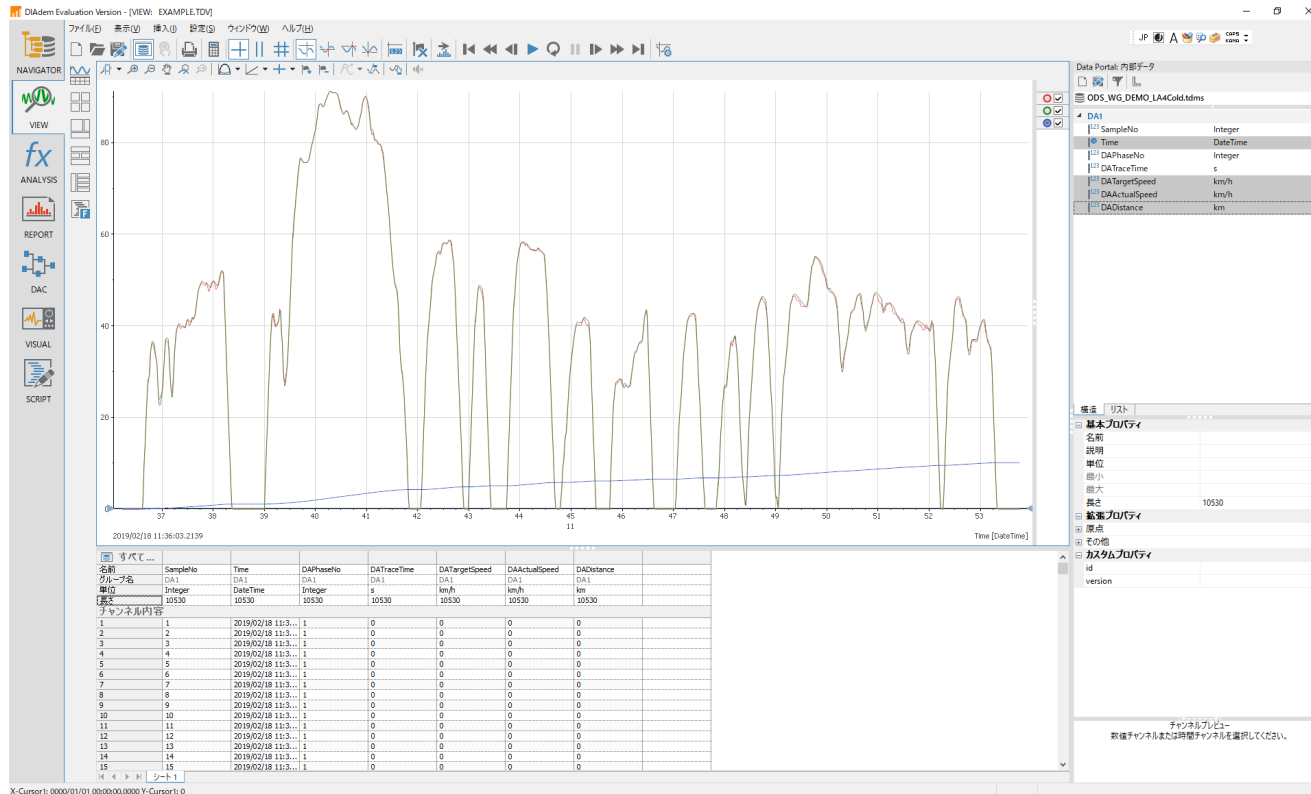 DIAdem Evaluation Version - [VIEW: EXAMPLE.TDV]
ファイル(F) 表示(V) 挿入(I) 設定(S) ウィンドウ(W) ヘルプ(H)
JP A CAPS KANA
NAVIGATOR
VIEW
fx
ANALYSIS
REPORT
DAC
VISUAL
SCRIPT
80
60
40
20
0
37 38 39 40 41 42 43 44 45 46 47 48 49 50 51 52 53
11
2019/02/18 11:36:03.2139 Time [DateTime]
Data Portal: 内部データ
ODS_WG_DEMO_LA4Cold.tdms
DA1
123 SampleNo Integer
Time DateTime
123 DAPhaseNo Integer
123 DATraceTime s
123 DATargetSpeed km/h
123 DAActualSpeed km/h
123 DADistance km
構造 リスト
基本プロパティ
名前
説明
単位
最小
最大
長さ 10530
拡張プロパティ
原点
その他
カスタムプロパティ
id
version
チャンネルプレビュー
数値チャンネルまたは時間チャンネルを選択してください。
すべて...
名前 SampleNo Time DAPhaseNo DATraceTime DATargetSpeed DAActualSpeed DADistance
グループ名 DA1 DA1 DA1 DA1 DA1 DA1 DA1
単位 Integer DateTime Integer s km/h km/h km
長さ 10530 10530 10530 10530 10530 10530 10530
チャンネル内容
1 1 2019/02/18 11:3... 1 0 0 0 0
2 2 2019/02/18 11:3... 1 0 0 0 0
3 3 2019/02/18 11:3... 1 0 0 0 0
4 4 2019/02/18 11:3... 1 0 0 0 0
5 5 2019/02/18 11:3... 1 0 0 0 0
6 6 2019/02/18 11:3... 1 0 0 0 0
7 7 2019/02/18 11:3... 1 0 0 0 0
8 8 2019/02/18 11:3... 1 0 0 0 0
9 9 2019/02/18 11:3... 1 0 0 0 0
10 10 2019/02/18 11:3... 1 0 0 0 0
11 11 2019/02/18 11:3... 1 0 0 0 0
12 12 2019/02/18 11:3... 1 0 0 0 0
13 13 2019/02/18 11:3... 1 0 0 0 0
14 14 2019/02/18 11:3... 1 0 0 0 0
15 15 2019/02/18 11:3... 1 0 0 0 0
シート 1
X-Cursor1: 0000/01/01 00:00:00.0000 Y-Cursor1: 0